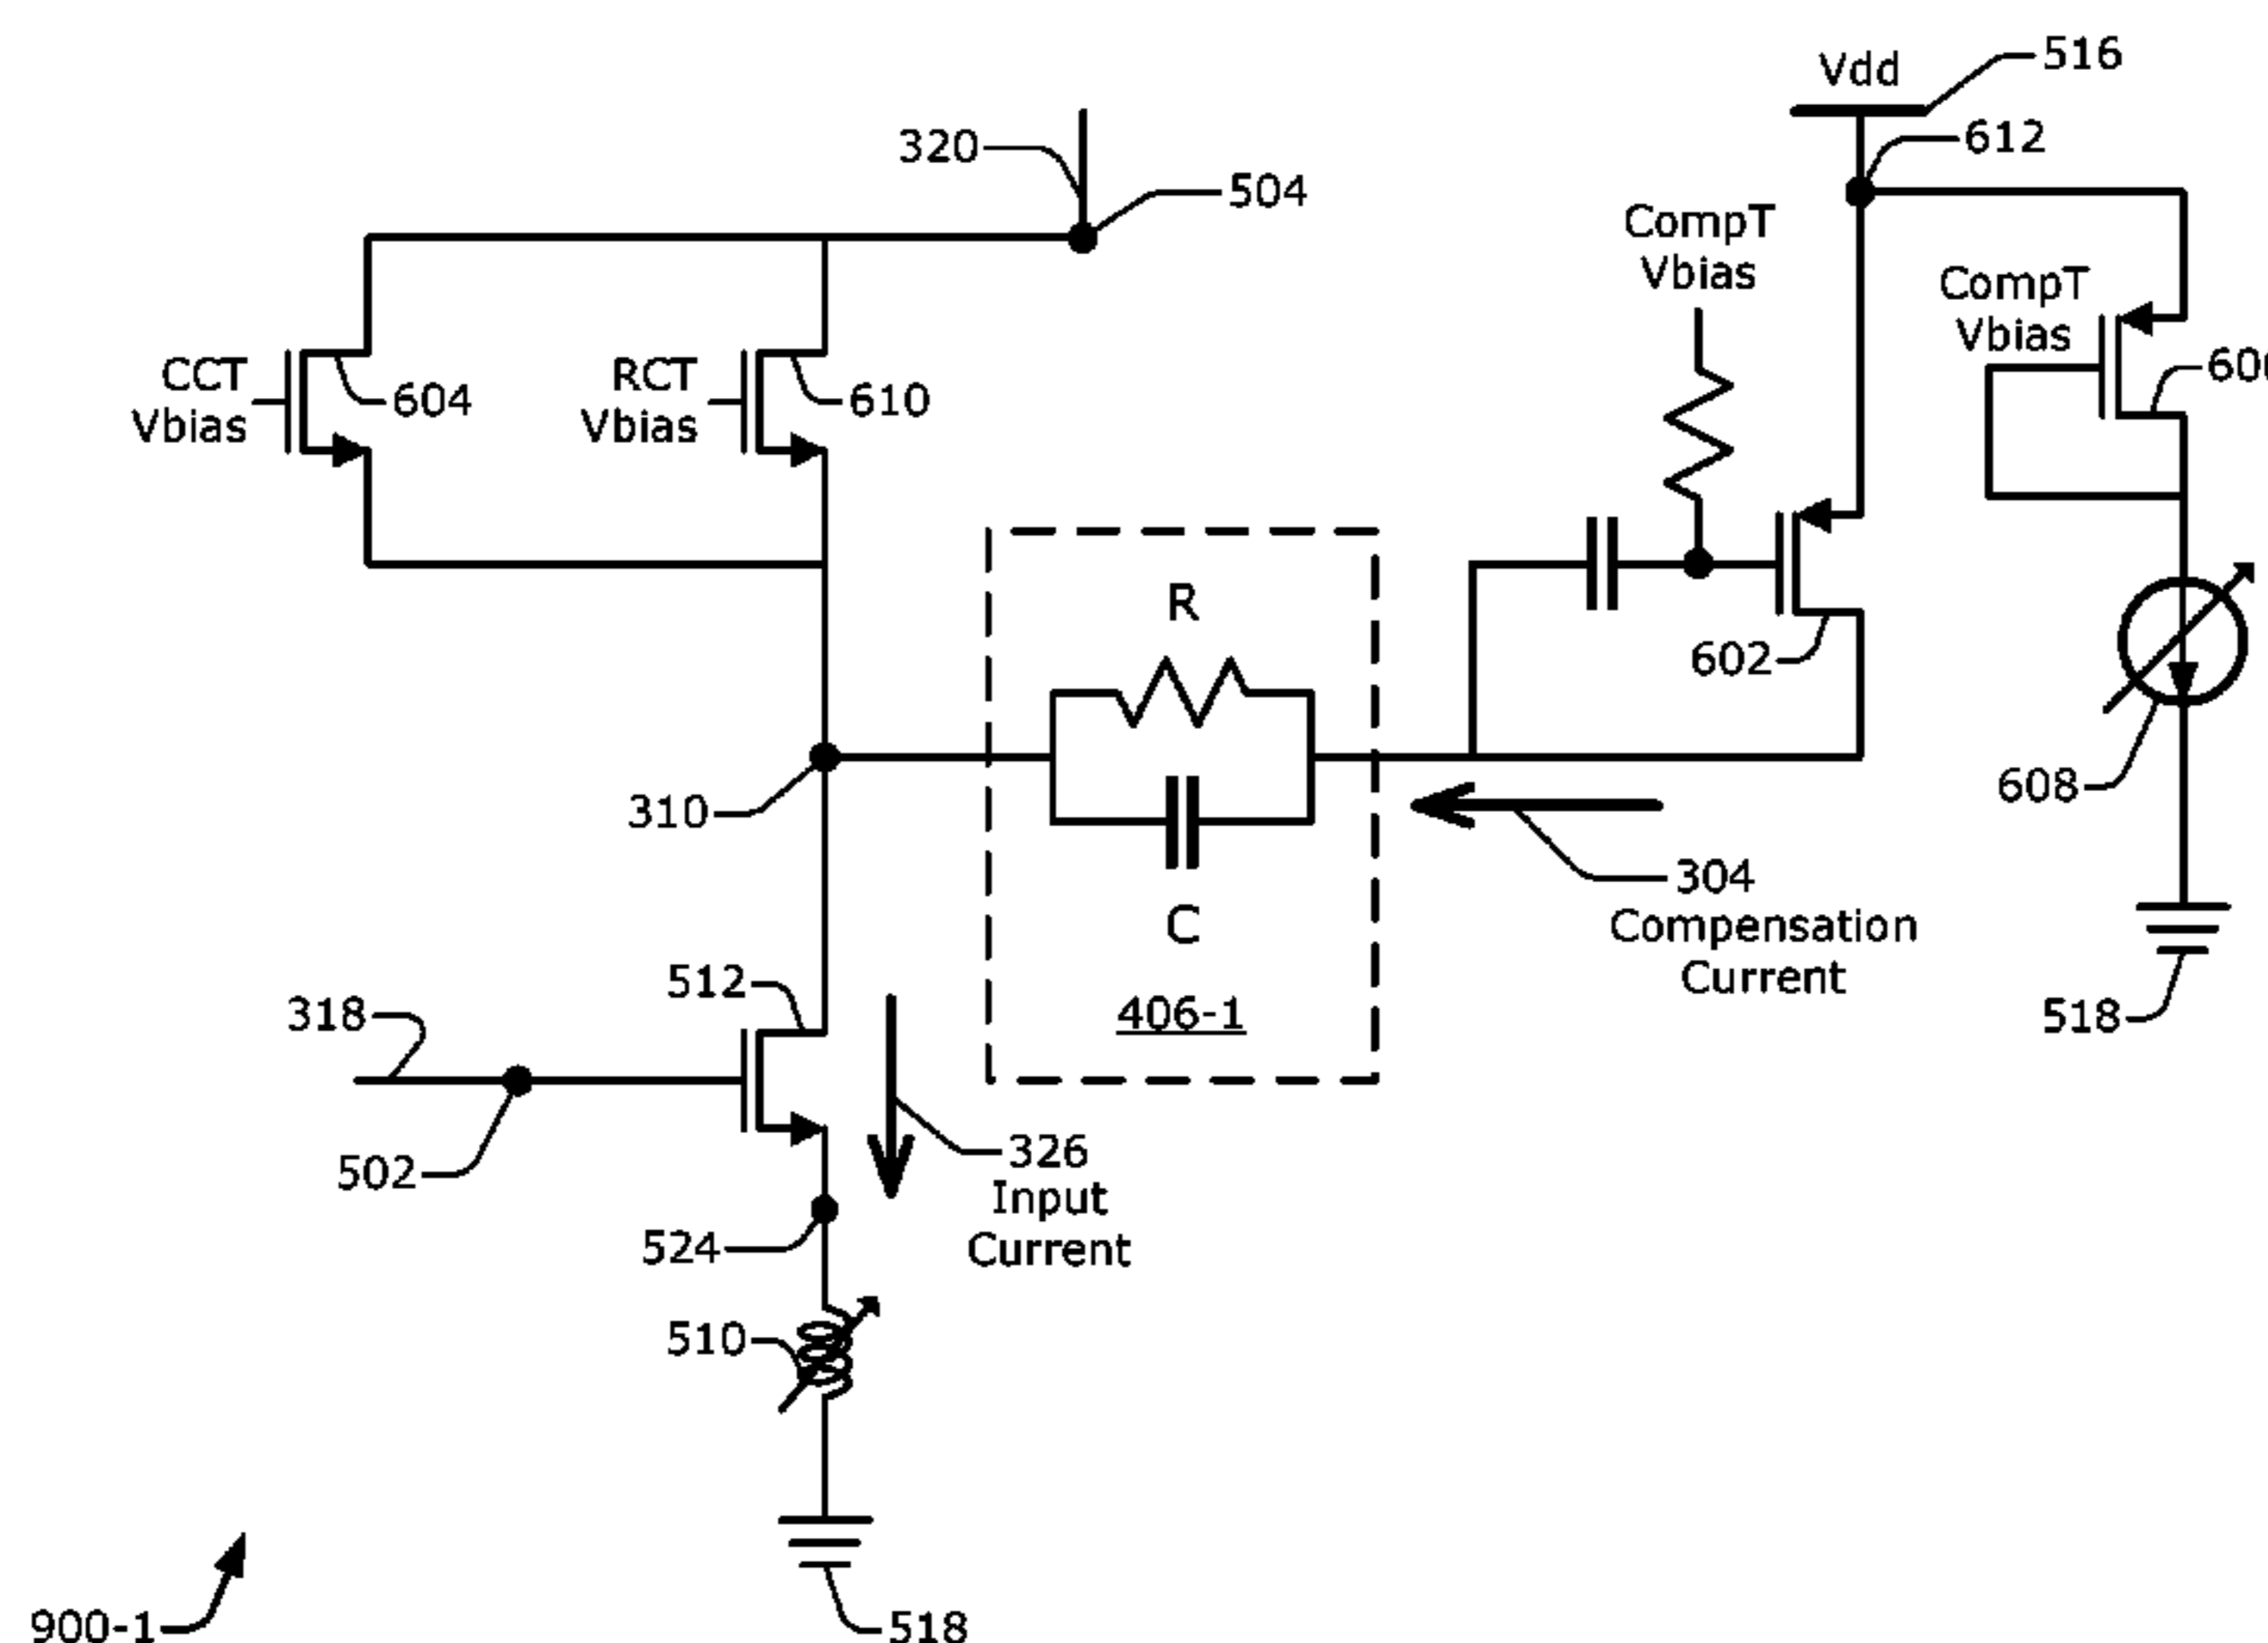 Vdd
516
612
320
504
CompT
Vbias
CompT
Vbias
CCT
Vbias
604
RCT
Vbias
610
602
R
C
406-1
310
608
304
Compensation
Current
518
512
318
502
326
Input
Current
524
510
518
900-1